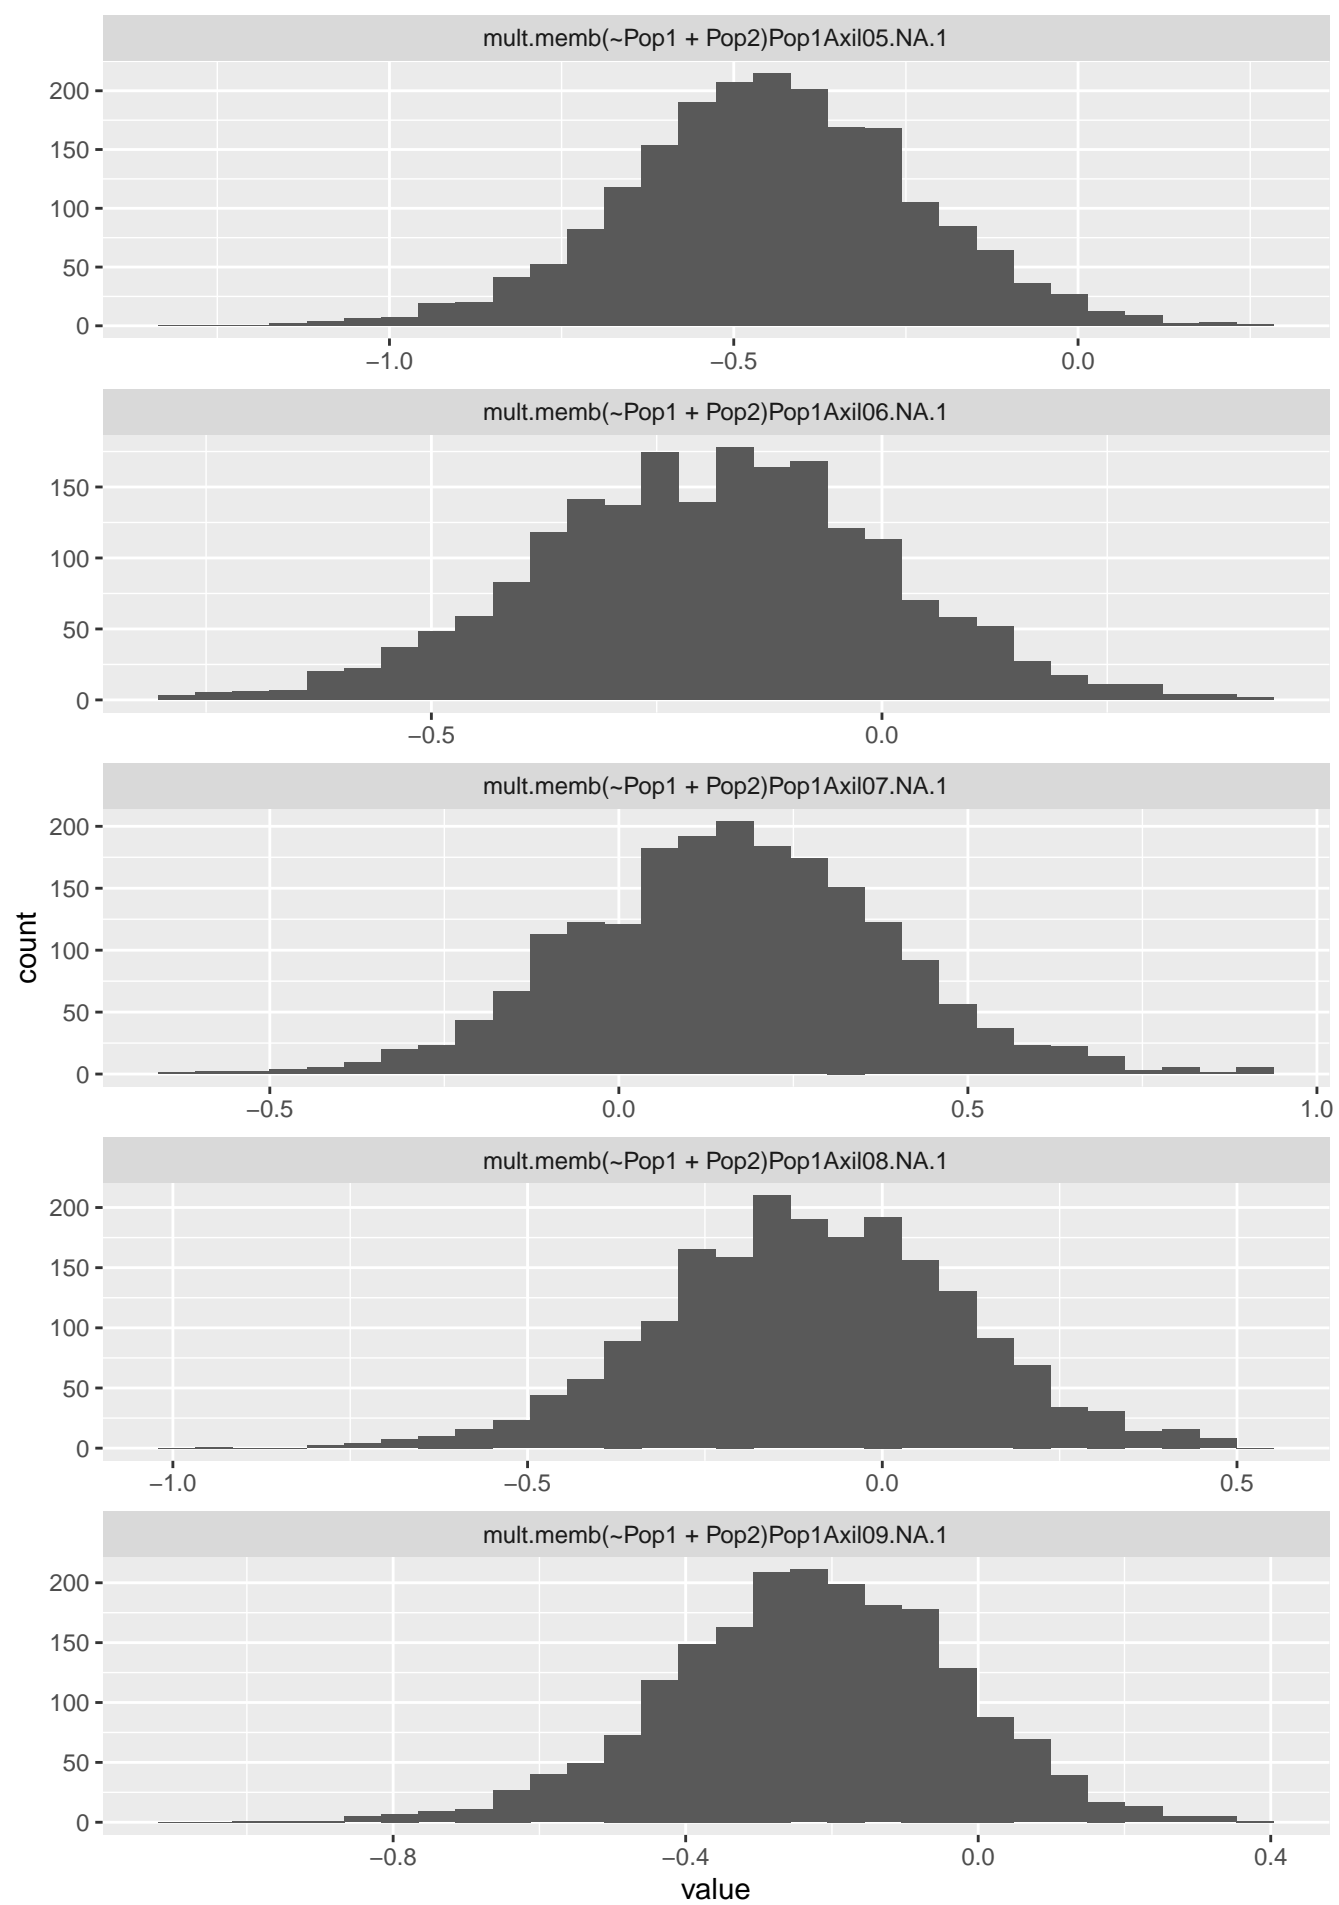 mult.memb(~Pop1 + Pop2)Pop1Axil05.NA.1
200
150
100
50
0
−1.0 −0.5 0.0
mult.memb(~Pop1 + Pop2)Pop1Axil06.NA.1
150
100
50
0
−0.5 0.0
mult.memb(~Pop1 + Pop2)Pop1Axil07.NA.1
200
150
100
50
0
−0.5 0.0 0.5 1.0
count
mult.memb(~Pop1 + Pop2)Pop1Axil08.NA.1
200
150
100
50
0
−1.0 −0.5 0.0 0.5
mult.memb(~Pop1 + Pop2)Pop1Axil09.NA.1
200
150
100
50
0
−0.8 −0.4 0.0 0.4
value